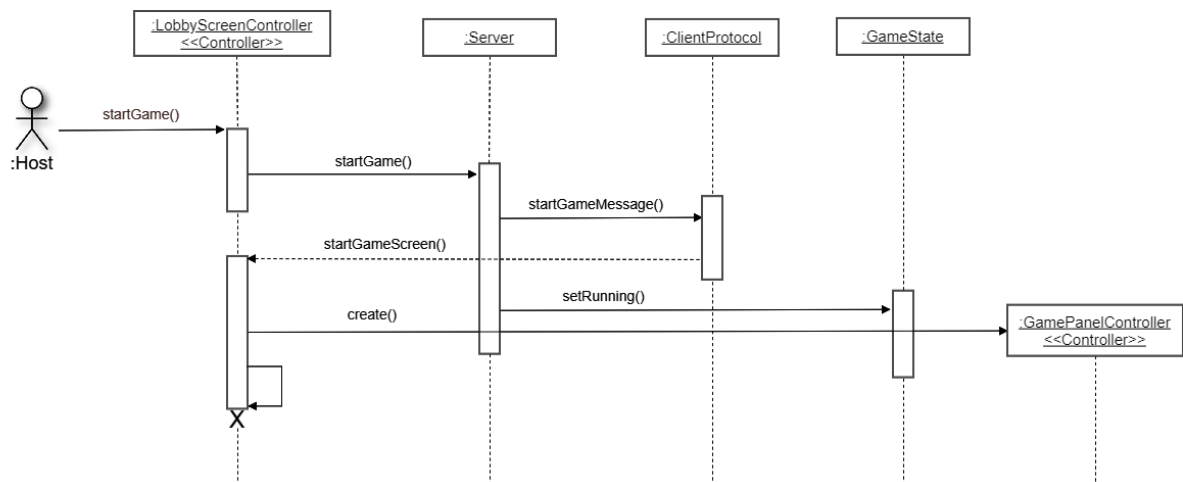 :LobbyScreenController
<<Controller>>
:Server
:ClientProtocol
:GameState
startGame()
:Host
startGame()
startGameMessage()
startGameScreen()
setRunning()
create()
:GamePanelController
<<Controller>>
X